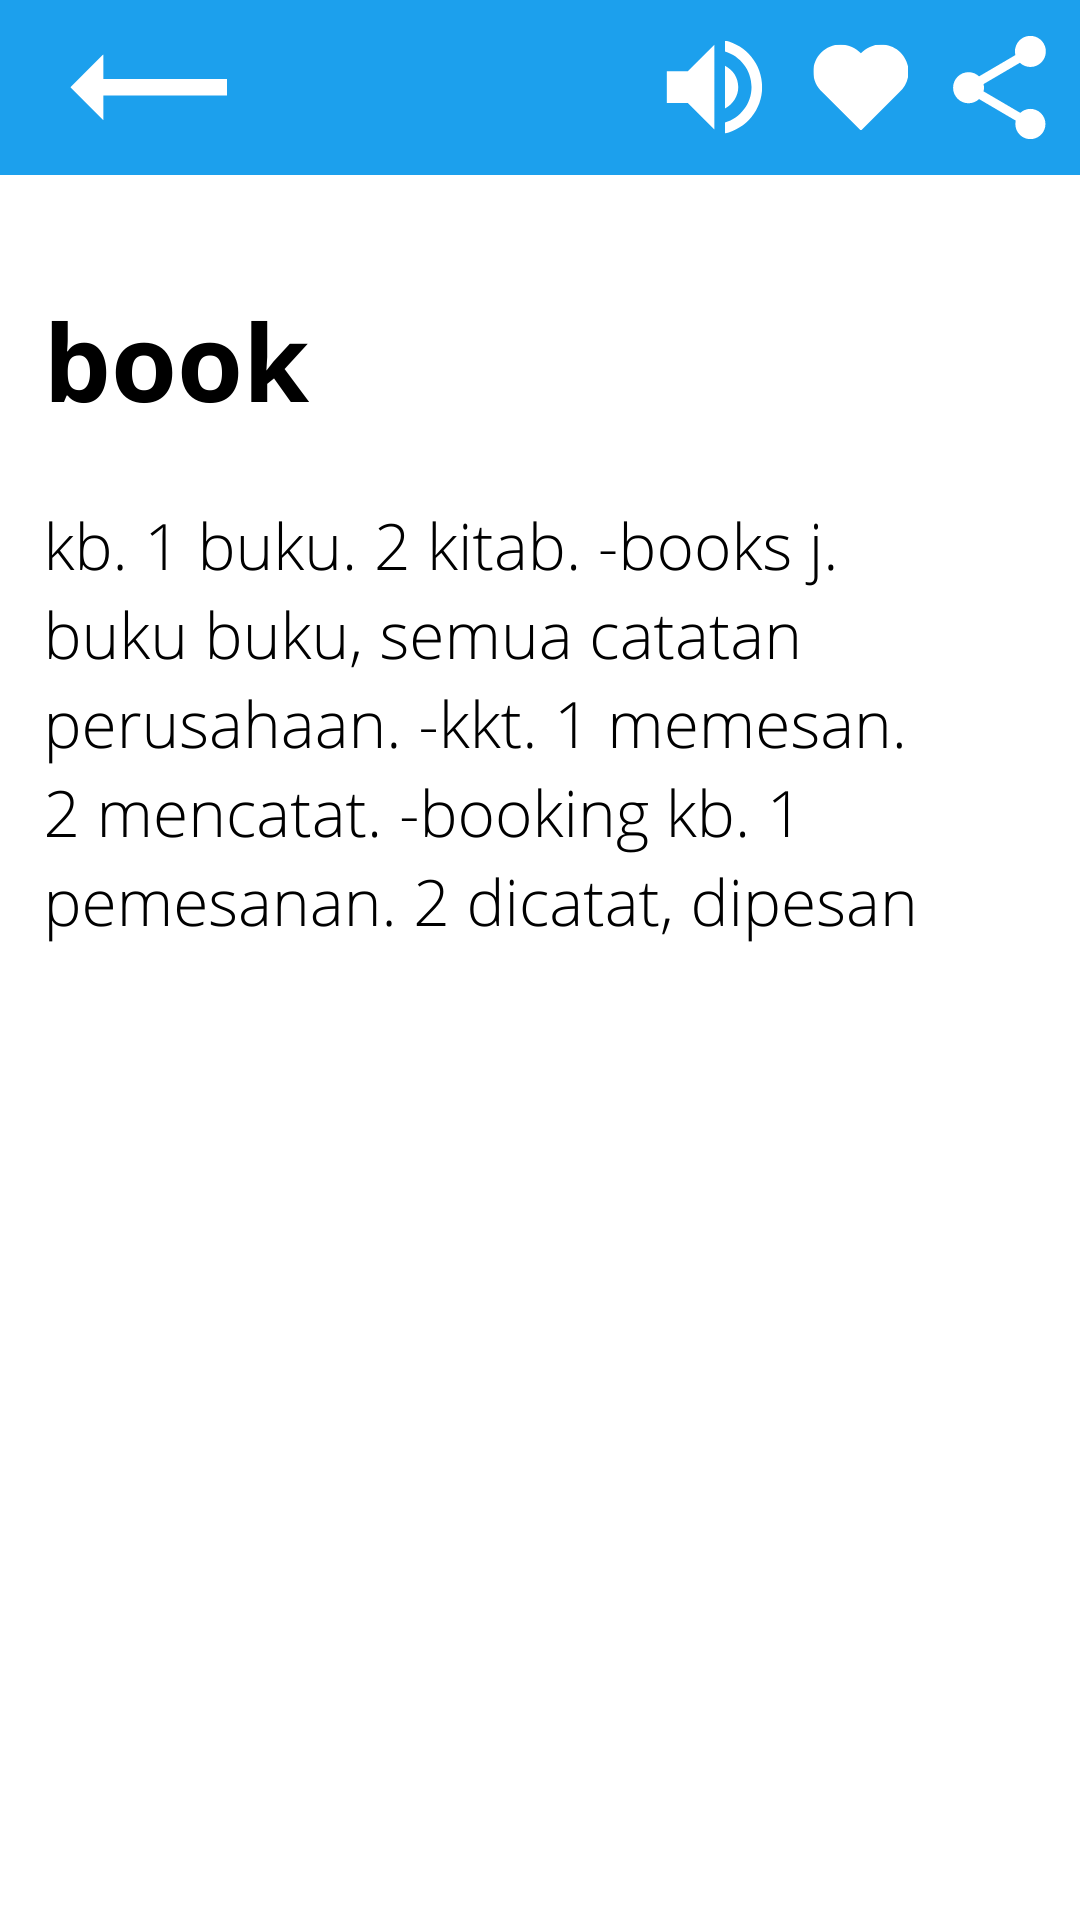 book
kb. 1 buku. 2 kitab. -books j.
buku buku, semua catatan
perusahaan. -kkt. 1 memesan.
2 mencatat. -booking kb. 1
pemesanan. 2 dicatat, dipesan